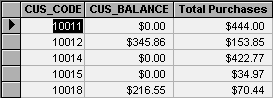 CUS_CODE CUS_BALANCE Total Purchases
10011 $0.00 $444.00
10012 $345.86 $153.85
10014 $0.00 $422.77
10015 $0.00 $34.97
10018 $216.55 $70.44